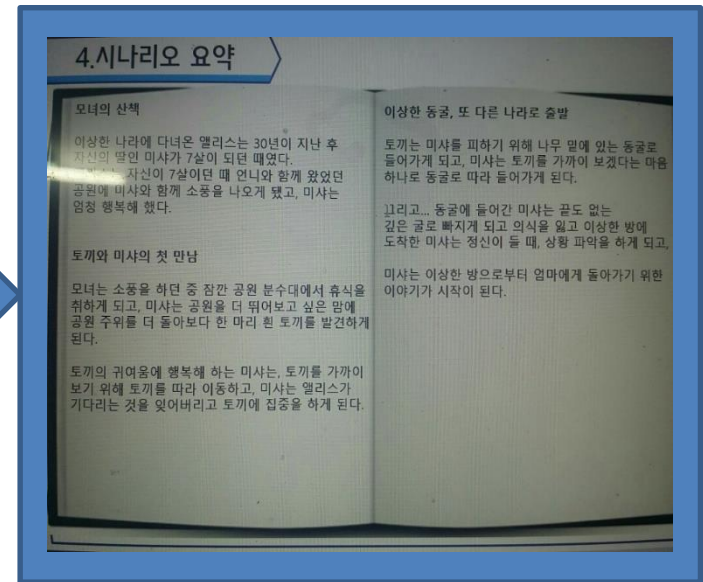 4.시나리오 요약
모녀의 산책
이상한 나라에 다녀온 앨리스는 30년이 지난 후
자신의 딸인 미샤가 7살이 되던 때였다.
자신이 7살이던 때 언니와 함께 왔었던
공원에 미샤와 함께 소풍을 나오게 됐고, 미샤는
엄청 행복해 했다.
토끼와 미샤의 첫 만남
모녀는 소풍을 하던 중 잠깐 공원 분수대에서 휴식을
취하게 되고, 미샤는 공원을 더 뛰어보고 싶은 맘에
공원 주위를 더 돌아보다 한 마리 흰 토끼를 발견하게
된다.
토끼의 귀여움에 행복해 하는 미샤는, 토끼를 가까이
보기 위해 토끼를 따라 이동하고, 미샤는 앨리스가
기다리는 것을 잊어버리고 토끼에 집중을 하게 된다.
이상한 동굴, 또 다른 나라로 출발
토끼는 미샤를 피하기 위해 나무 밑에 있는 동굴로
들어가게 되고, 미샤는 토끼를 가까이 보겠다는 마음
하나로 동굴로 따라 들어가게 된다.
그리고... 동굴에 들어간 미샤는 끝도 없는
깊은 굴로 빠지게 되고 의식을 잃고 이상한 방에
도착한 미샤는 정신이 들 때, 상황 파악을 하게 되고,
미샤는 이상한 방으로부터 엄마에게 돌아가기 위한
이야기가 시작이 된다.